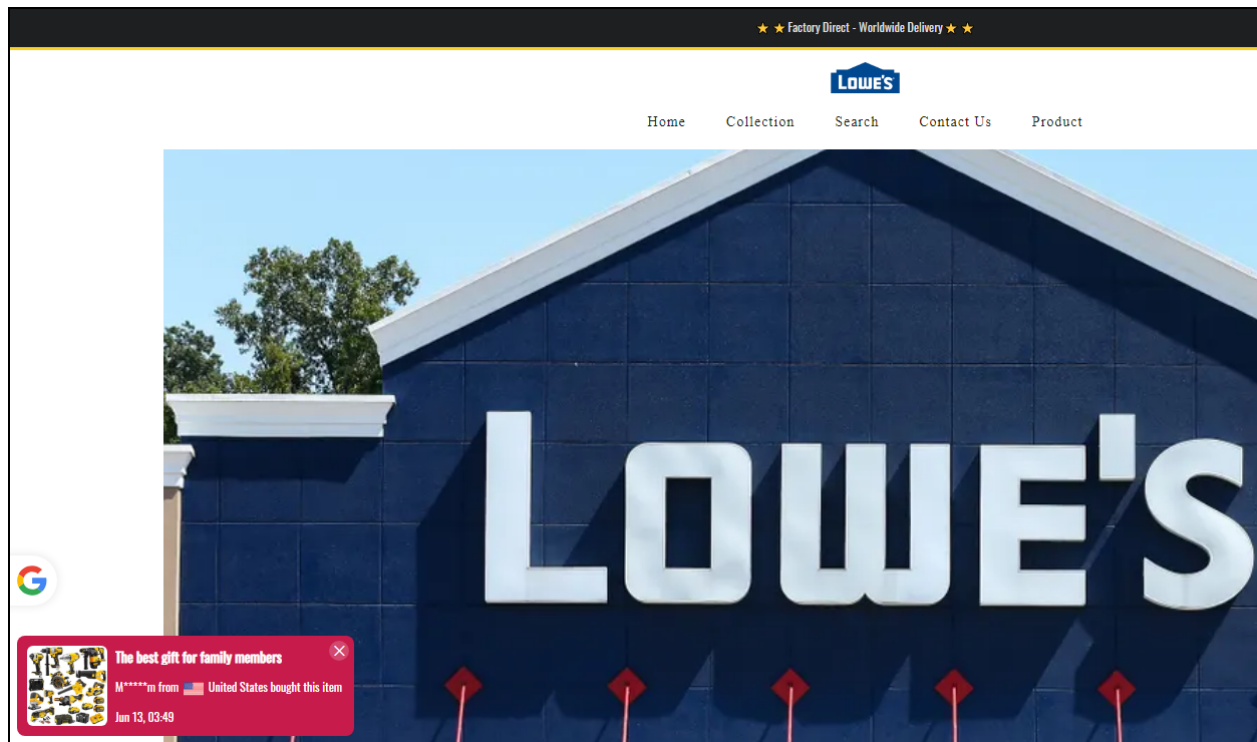 ★ ★ Factory Direct - Worldwide Delivery ★ ★
LOWE'S
Home Collection Search Contact Us Product
LOWE'S
G
The best gift for family members
M*****m from United States bought this item
Jun 13, 03:49